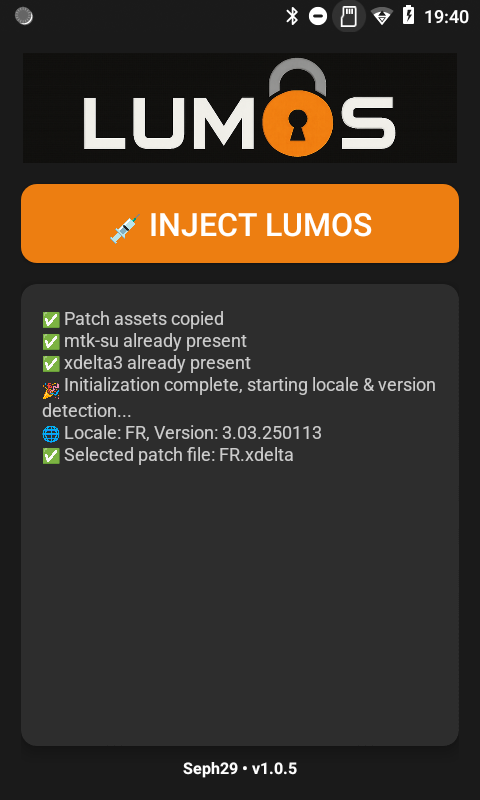 19:40
LUMOS
💉 INJECT LUMOS
✅ Patch assets copied
✅ mtk-su already present
✅ xdelta3 already present
🎉 Initialization complete, starting locale & version
detection...
🌐 Locale: FR, Version: 3.03.250113
✅ Selected patch file: FR.xdelta
Seph29 • v1.0.5